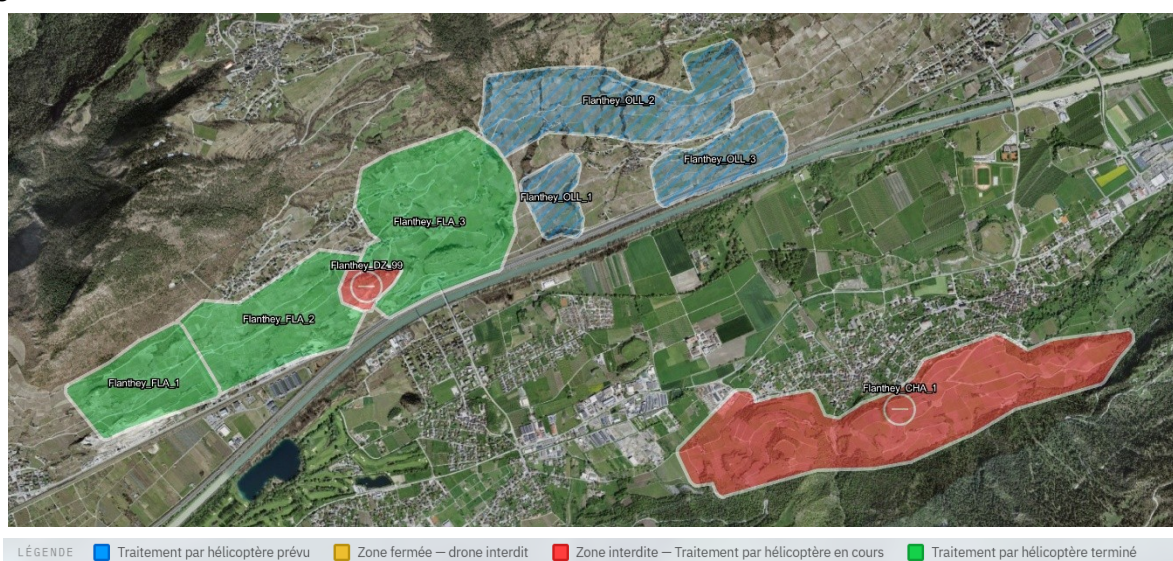 Flanthey_OLL_2
Flanthey_OLL_3
Flanthey_OLL_1
Flanthey_FLA_3
Flanthey_DZ_99
Flanthey_FLA_2
Flanthey_FLA_1
Flanthey_CHA_1
LÉGENDE Traitement par hélicoptère prévu Zone fermée — drone interdit Zone interdite — Traitement par hélicoptère en cours Traitement par hélicoptère terminé